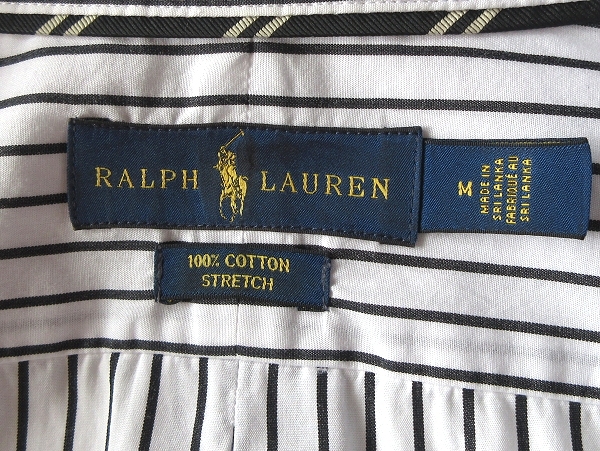 RALPH LAUREN
M
MADE IN
SRI LANKA
FABRIQUÉ AU
SRI LANKA
100% COTTON
STRETCH